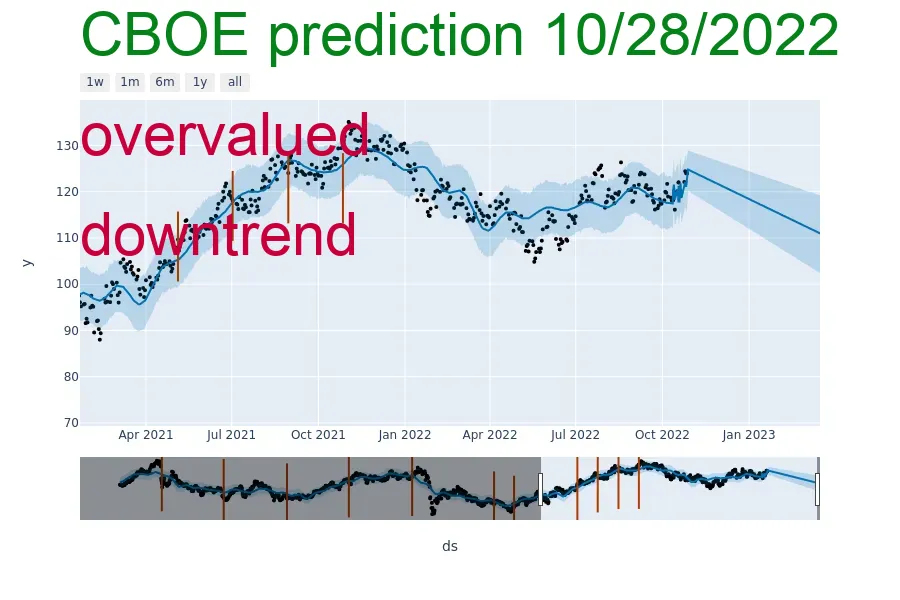 CBOE prediction 10/28/2022
1w 1m 6m 1y all
overvalued
downtrend
130
120
110
100
90
80
70
y
Apr 2021 Jul 2021 Oct 2021 Jan 2022 Apr 2022 Jul 2022 Oct 2022 Jan 2023
ds